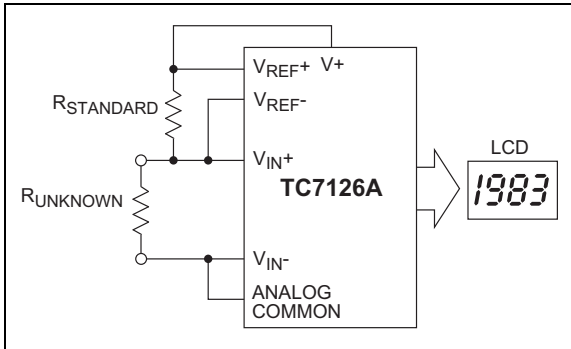 VREF+ V+
RSTANDARD
VREF-
VIN+
LCD
TC7126A
1983
RUNKNOWN
VIN-
ANALOG
COMMON